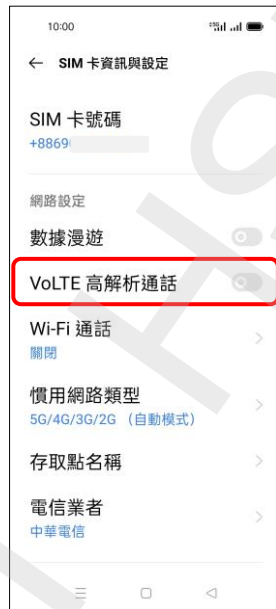 10:00
SIM 卡資訊與設定
SIM 卡號碼
+8869
網路設定
數據漫遊
VoLTE 高解析通話
Wi-Fi 通話
關閉
慣用網路類型
5G/4G/3G/2G （自動模式）
存取點名稱
電信業者
中華電信